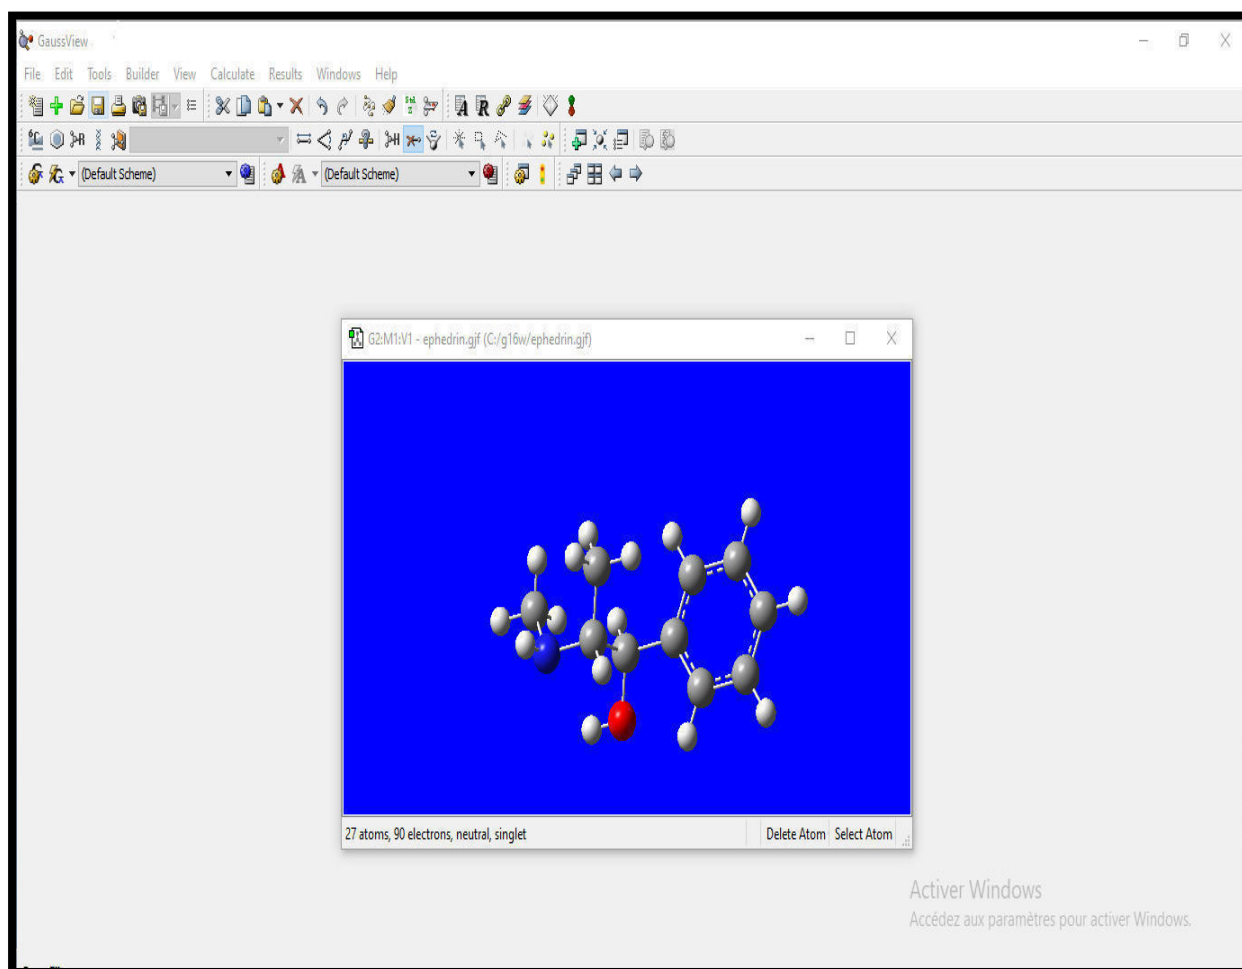 GaussView
File Edit Tools Builder View Calculate Results Windows Help
(Default Scheme) (Default Scheme)
G2:M1:V1 - ephedrin.gjf (C:/g16w/ephedrin.gjf)
27 atoms, 90 electrons, neutral, singlet Delete Atom Select Atom
Activer Windows
Accédez aux paramètres pour activer Windows.